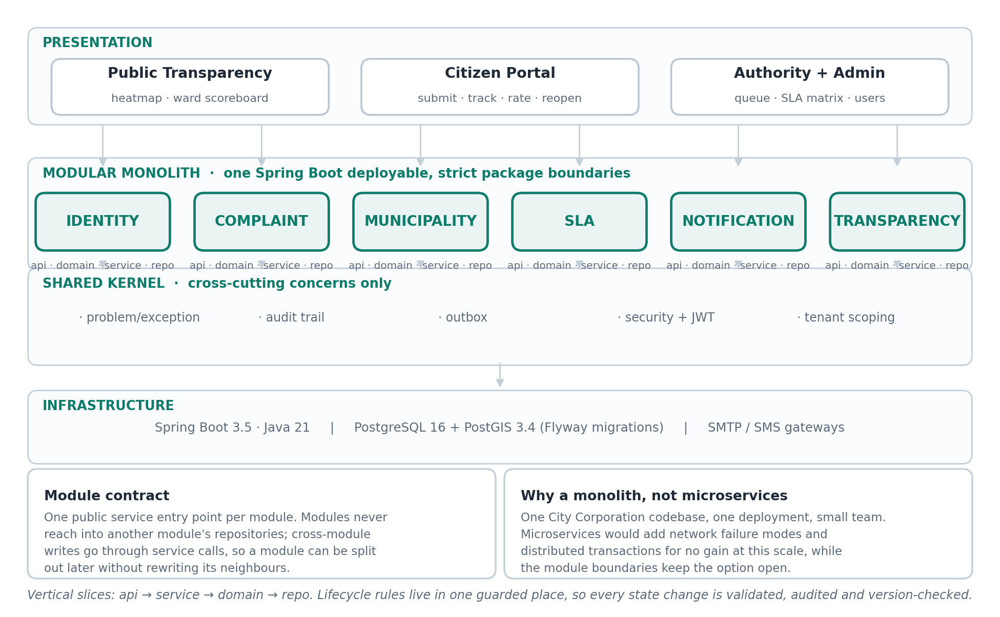 PRESENTATION
Public Transparency
heatmap · ward scoreboard
Citizen Portal
submit · track · rate · reopen
Authority + Admin
queue · SLA matrix · users
MODULAR MONOLITH · one Spring Boot deployable, strict package boundaries
IDENTITY
COMPLAINT
MUNICIPALITY
SLA
NOTIFICATION
TRANSPARENCY
api · domain · service · repo
api · domain · service · repo
api · domain · service · repo
api · domain · service · repo
api · domain · service · repo
api · domain · service · repo
SHARED KERNEL · cross-cutting concerns only
· problem/exception
· audit trail
· outbox
· security + JWT
· tenant scoping
INFRASTRUCTURE
Spring Boot 3.5 · Java 21 | PostgreSQL 16 + PostGIS 3.4 (Flyway migrations) | SMTP / SMS gateways
Module contract
One public service entry point per module. Modules never
reach into another module's repositories; cross-module
writes go through service calls, so a module can be split
out later without rewriting its neighbours.
Why a monolith, not microservices
One City Corporation codebase, one deployment, small team.
Microservices would add network failure modes and
distributed transactions for no gain at this scale, while
the module boundaries keep the option open.
Vertical slices: api → service → domain → repo. Lifecycle rules live in one guarded place, so every state change is validated, audited and version-checked.